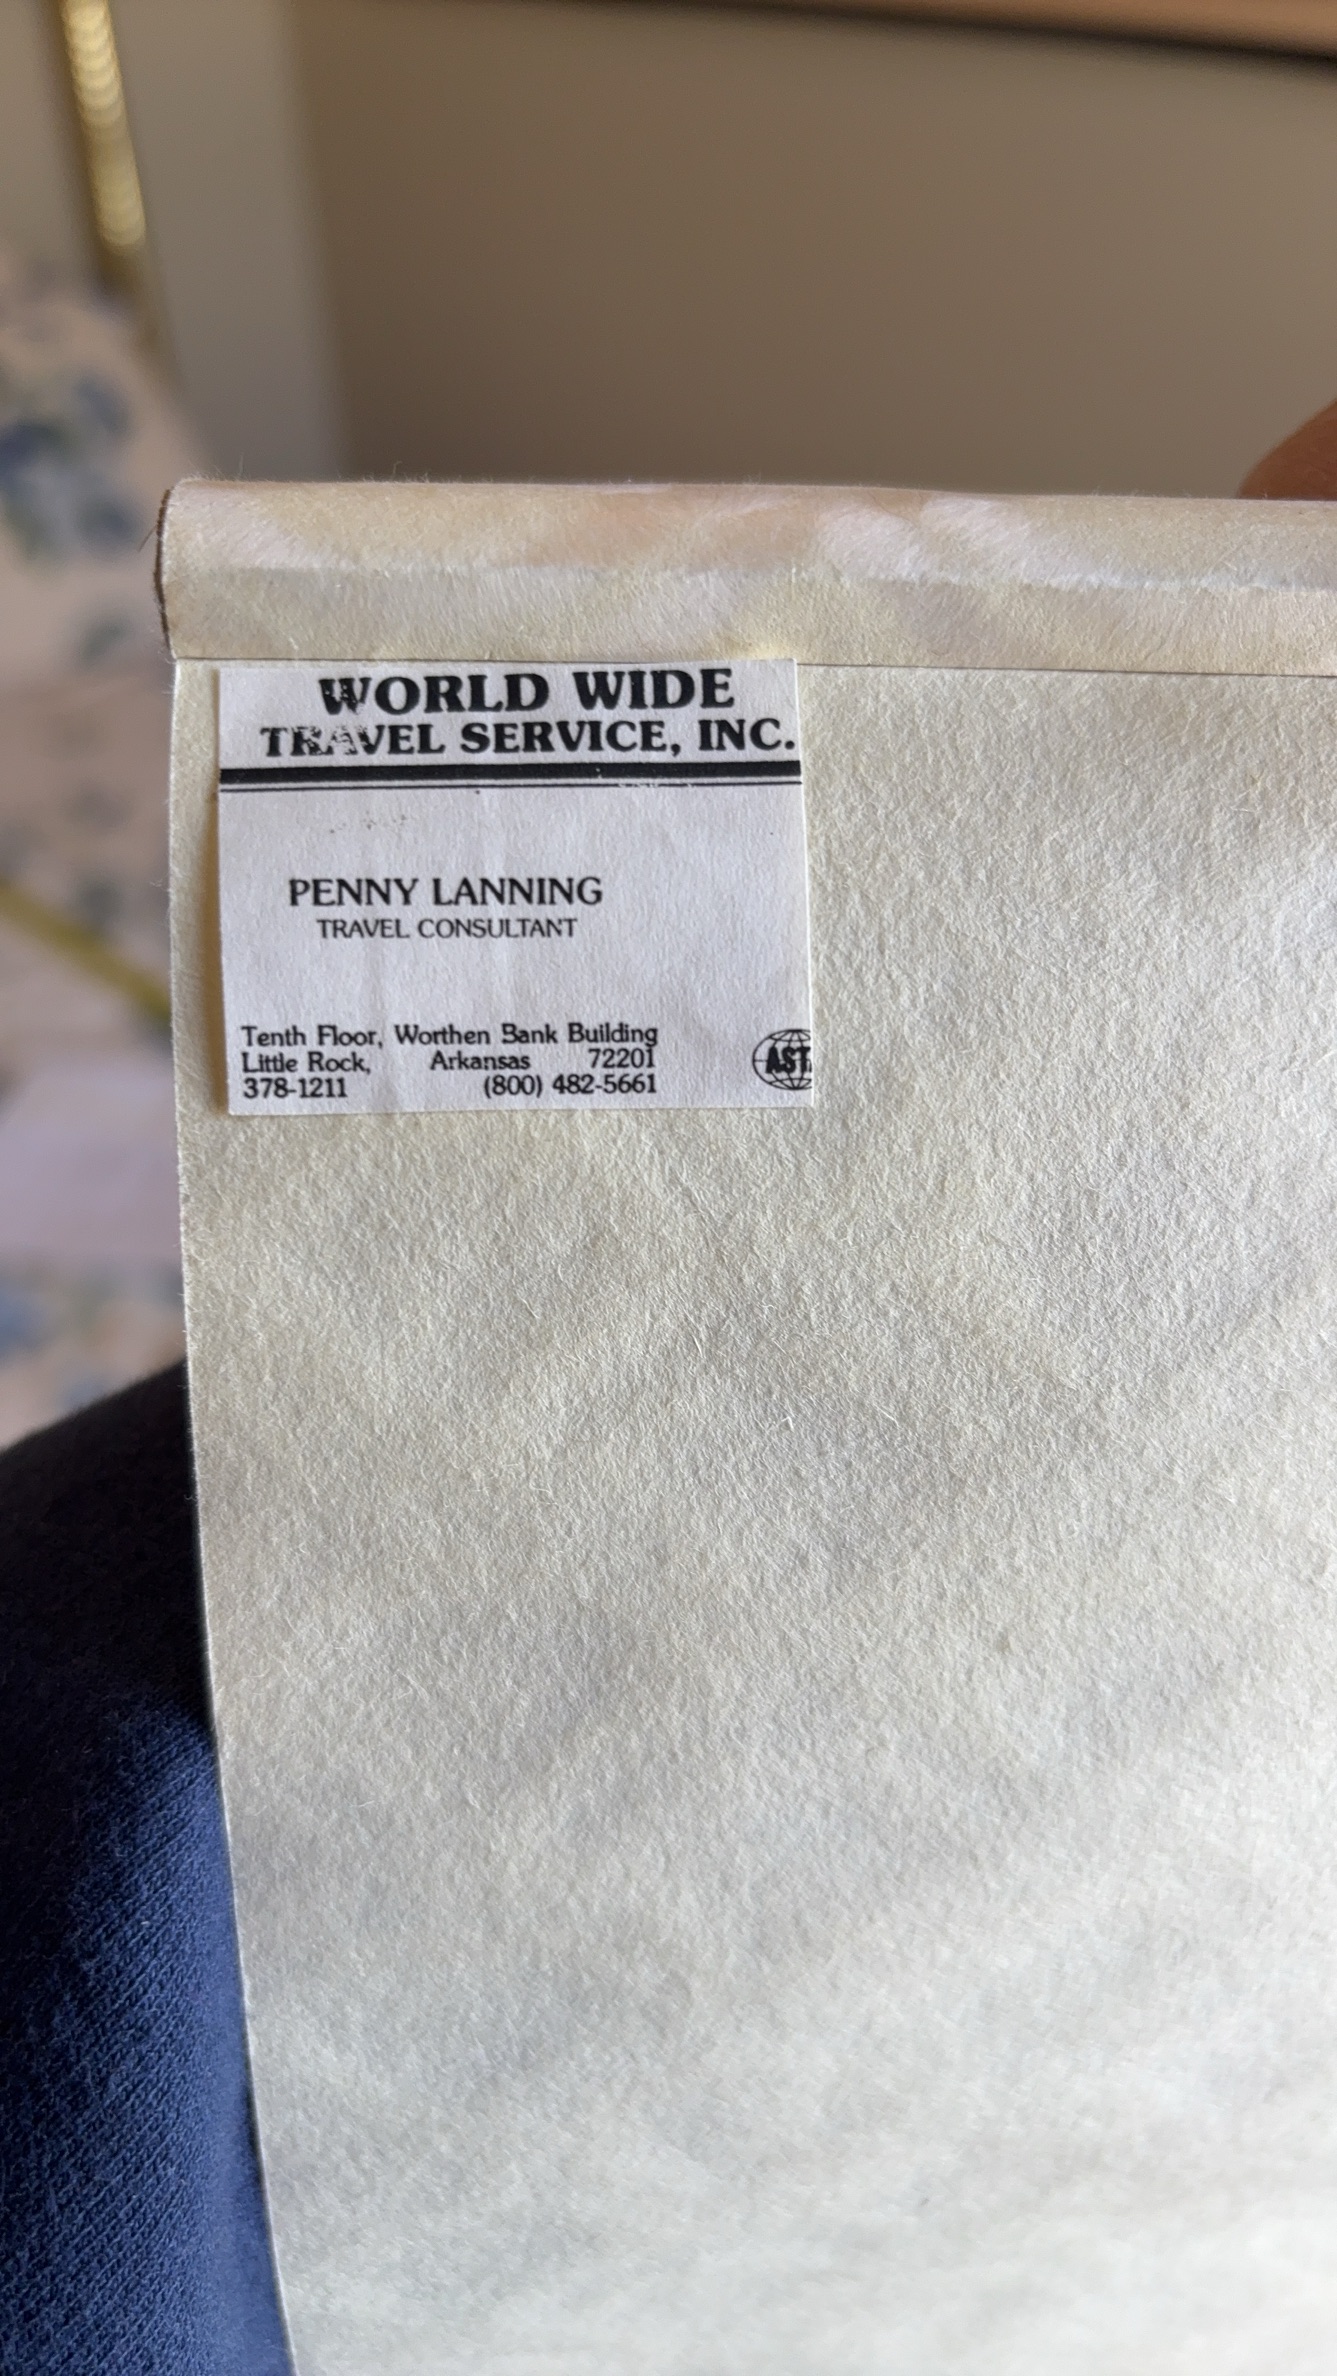 WORLD WIDE
TRAVEL SERVICE, INC.
PENNY LANNING
TRAVEL CONSULTANT
Tenth Floor, Worthen Bank Building
Little Rock, Arkansas 72201
378-1211 (800) 482-5661
AST